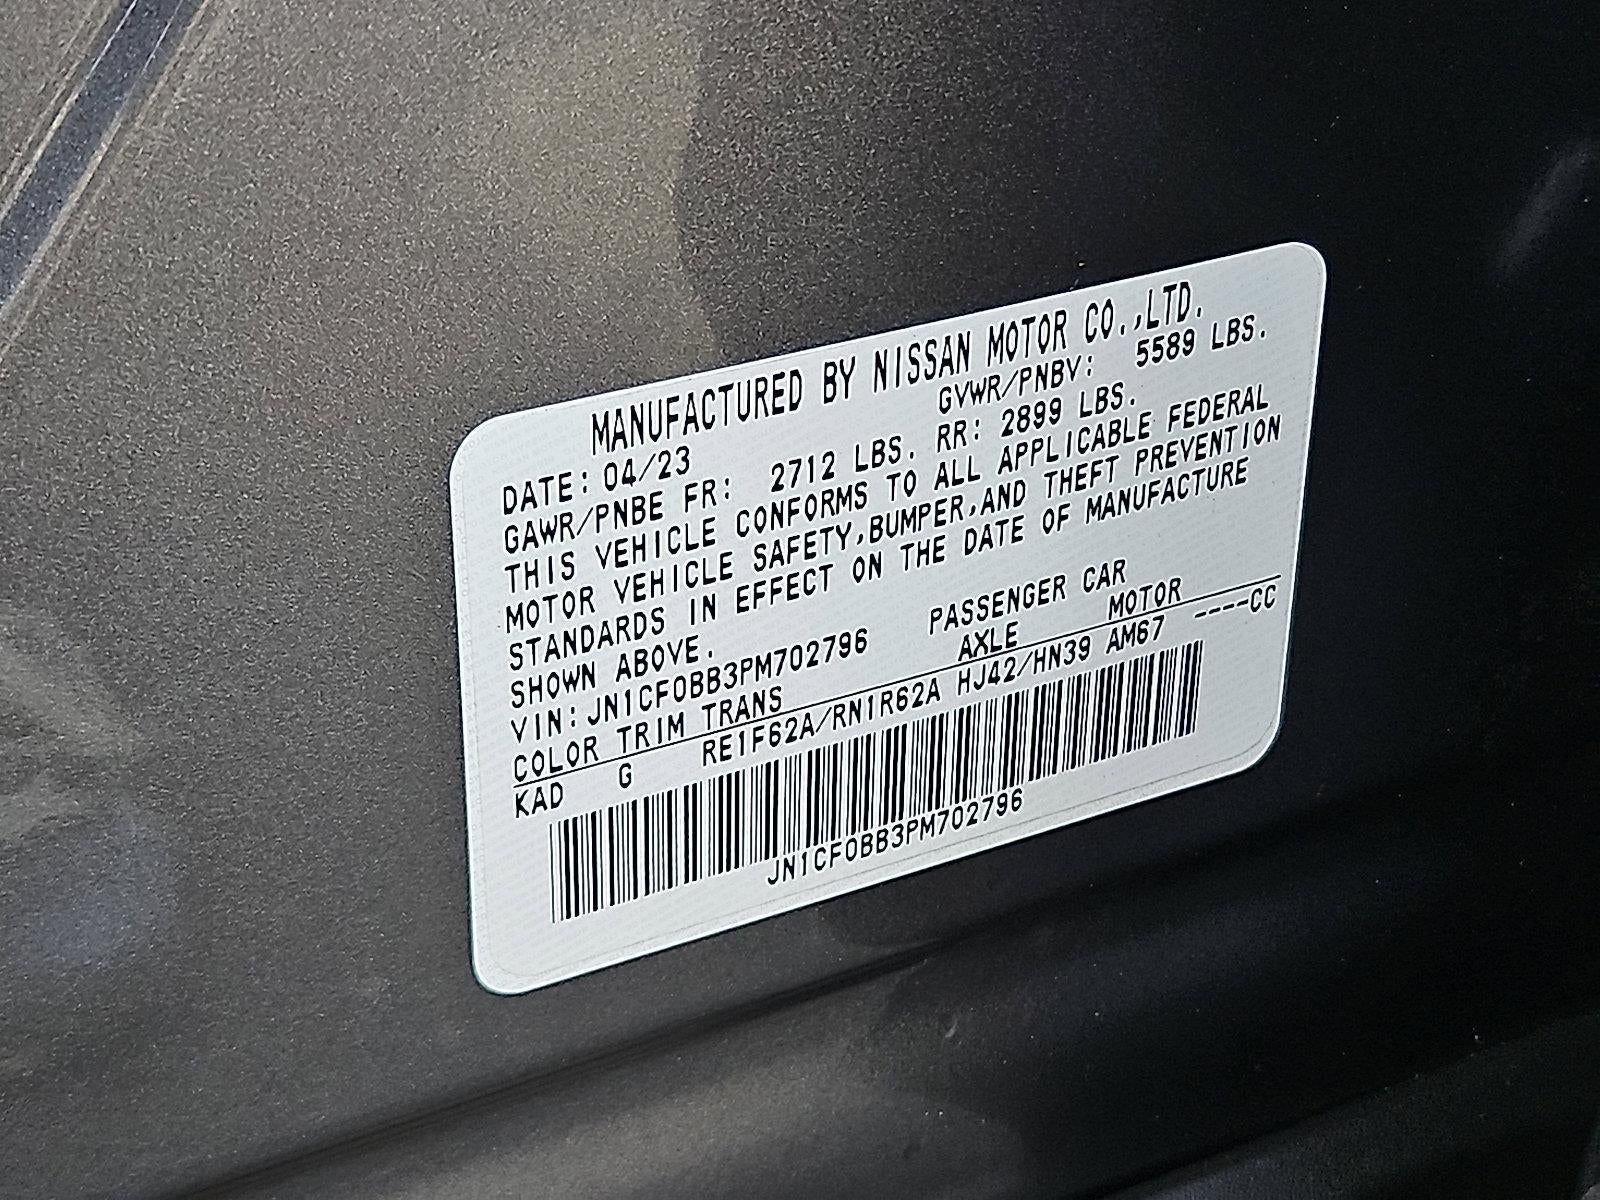 MANUFACTURED BY NISSAN MOTOR CO.,LTD.
DATE: 04/23 GVWR/PNBV: 5589 LBS.
GAWR/PNBE FR: 2712 LBS. RR: 2899 LBS.
THIS VEHICLE CONFORMS TO ALL APPLICABLE FEDERAL
MOTOR VEHICLE SAFETY,BUMPER,AND THEFT PREVENTION
STANDARDS IN EFFECT ON THE DATE OF MANUFACTURE
SHOWN ABOVE.
VIN: JN1CF0BB3PM702796 PASSENGER CAR
COLOR TRIM TRANS AXLE MOTOR
KAD G RE1F62A/RN1R62A HJ42/HN39 AM67 ----CC
JN1CF0BB3PM702796